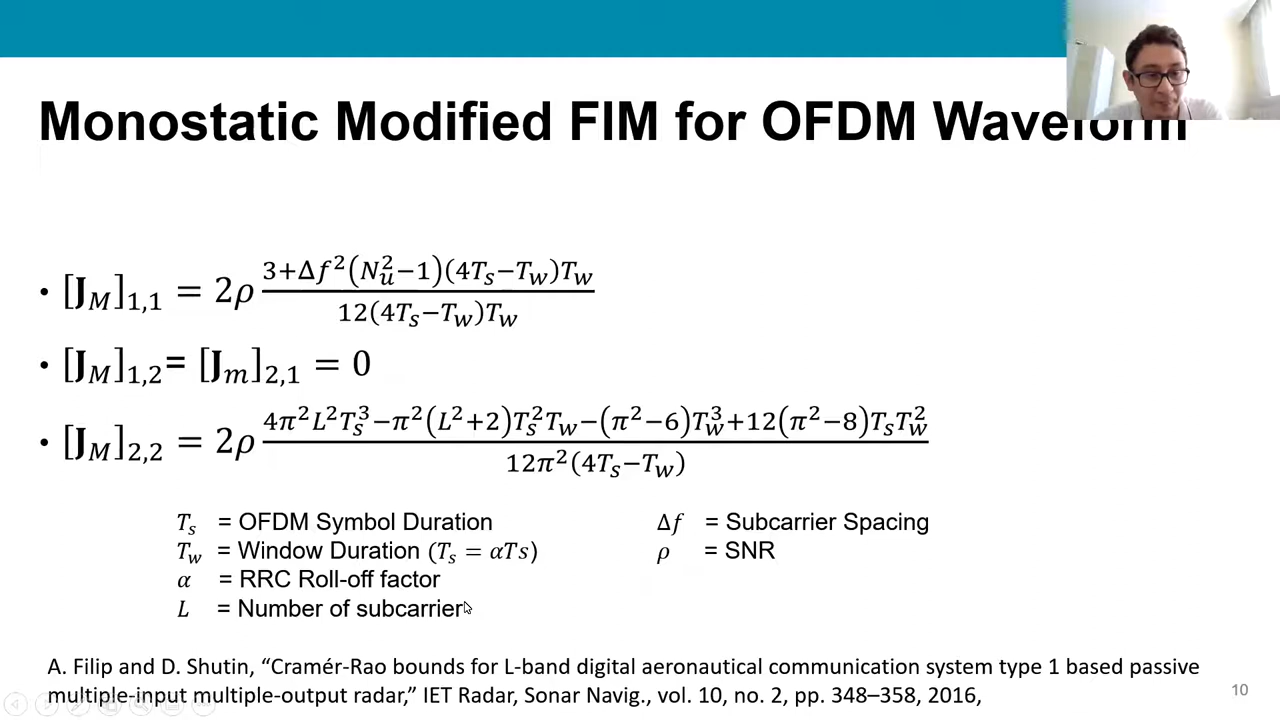 Monostatic Modified FIM for OFDM Waveform
• [J_M]_{1,1} = 2ρ \frac{3+Δf^2(N_u^2−1)(4T_s−T_w)T_w}{12(4T_s−T_w)T_w}
• [J_M]_{1,2}= [J_m]_{2,1} = 0
• [J_M]_{2,2} = 2ρ \frac{4π^2L^2T_s^3−π^2(L^2+2)T_s^2T_w−(π^2−6)T_w^3+12(π^2−8)T_sT_w^2}{12π^2(4T_s−T_w)}
T_s = OFDM Symbol Duration
T_w = Window Duration (T_s = αTs)
α = RRC Roll-off factor
L = Number of subcarrier
Δf = Subcarrier Spacing
ρ = SNR
A. Filip and D. Shutin, “Cramér-Rao bounds for L-band digital aeronautical communication system type 1 based passive
multiple-input multiple-output radar,” IET Radar, Sonar Navig., vol. 10, no. 2, pp. 348–358, 2016,
10